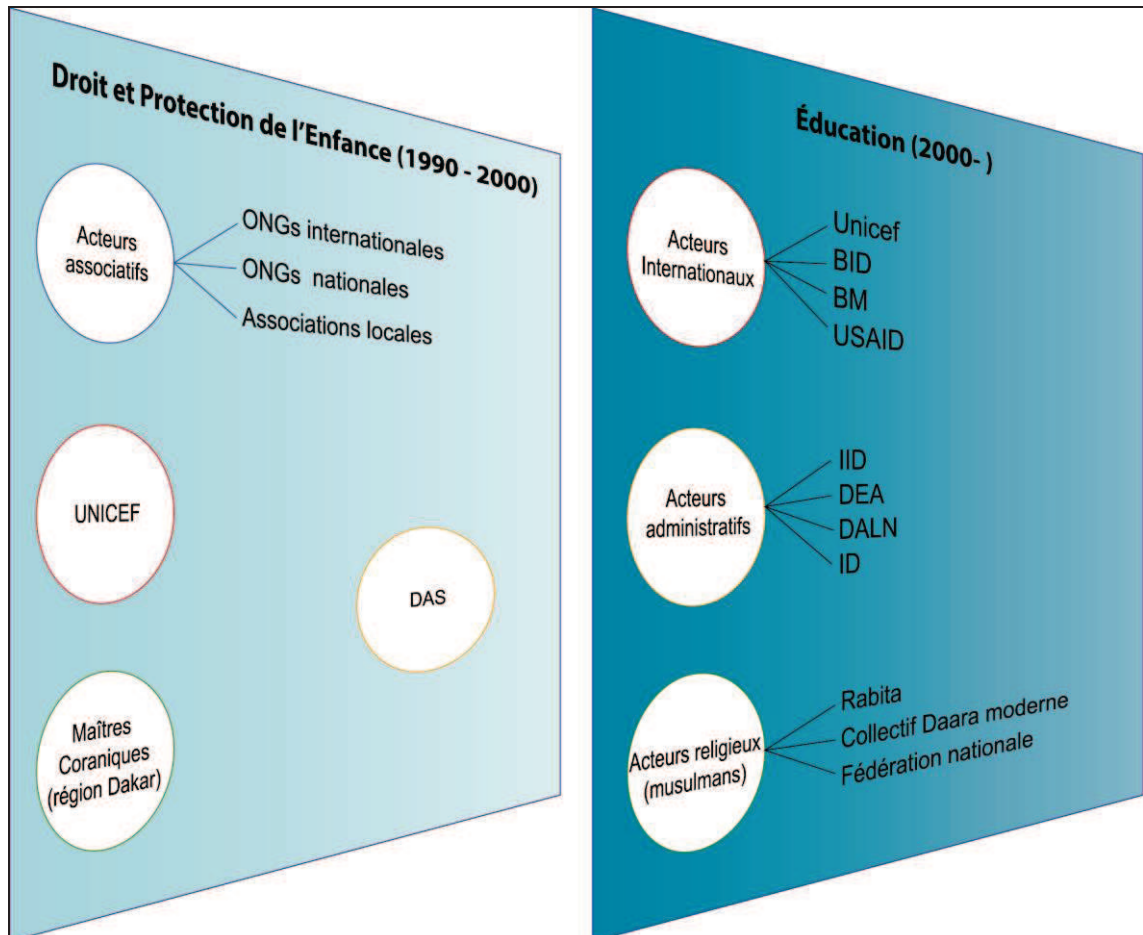 Droit et Protection de l'Enfance (1990 - 2000)
Acteurs
associatifs
ONGs internationales
ONGs nationales
Associations locales
UNICEF
DAS
Maîtres
Coraniques
(région Dakar)
Éducation (2000- )
Acteurs
Internationaux
Unicef
BID
BM
USAID
Acteurs
administratifs
IID
DEA
DALN
ID
Acteurs religieux
(musulmans)
Rabita
Collectif Daara moderne
Fédération nationale